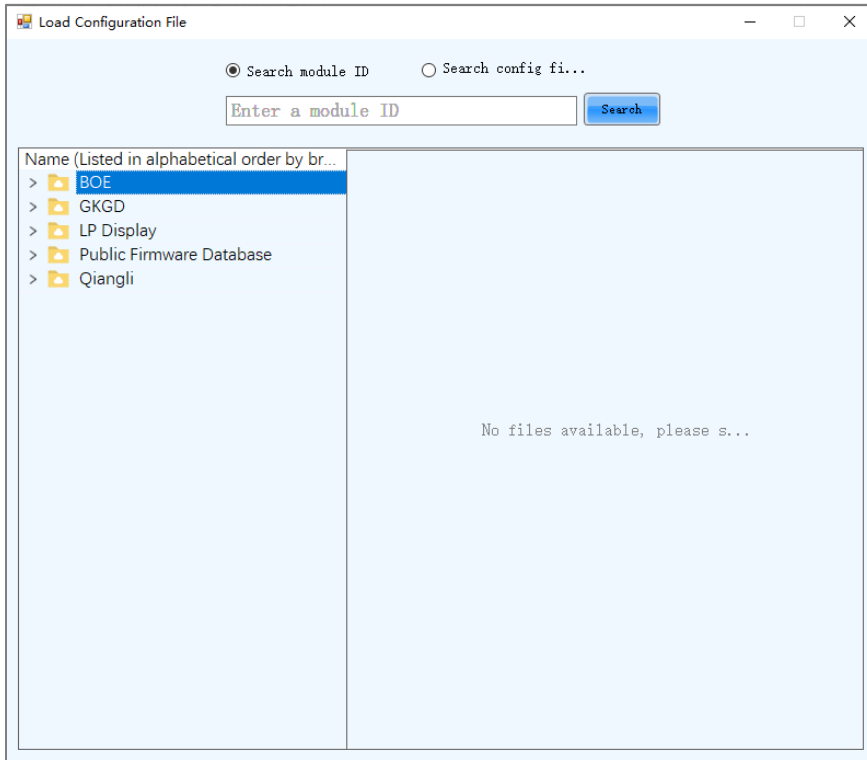 Load Configuration File
Search module ID
Search config fi...
Enter a module ID
Search
Name (Listed in alphabetical order by br...
BOE
GKGD
LP Display
Public Firmware Database
Qiangli
No files available, please s...